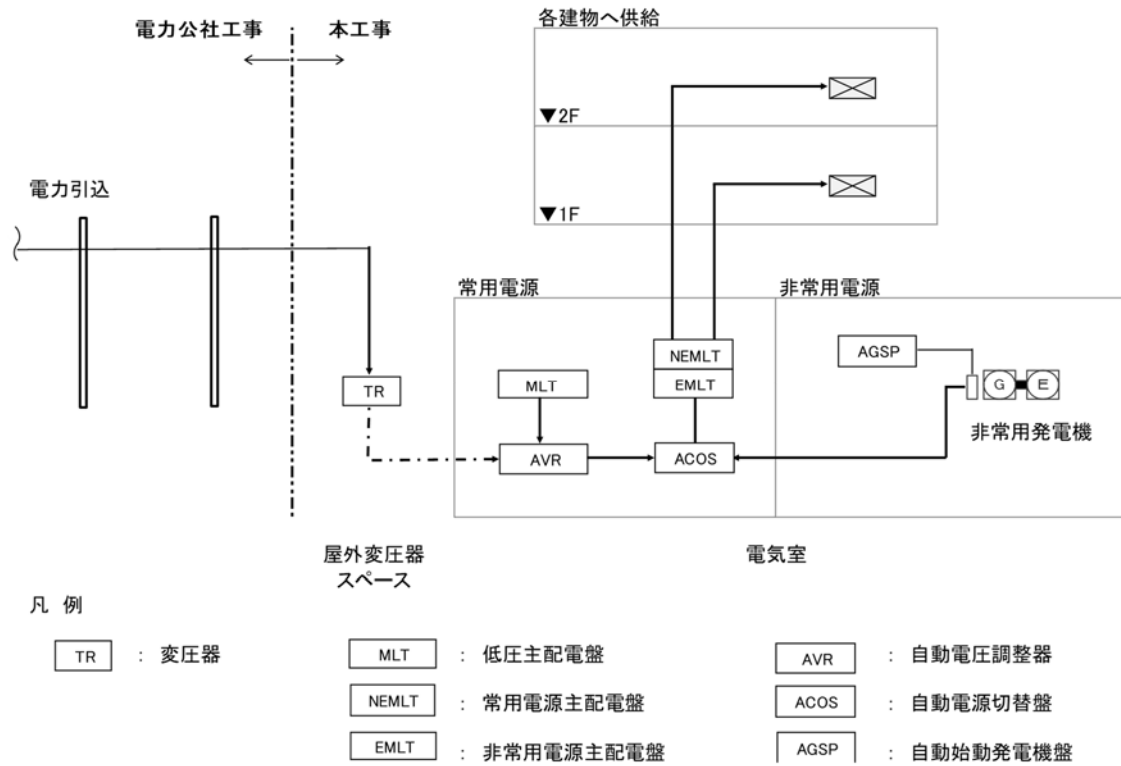 電力公社工事
本工事
各建物へ供給
▼2F
電力引込
▼1F
常用電源
非常用電源
NEMLT
AGSP
MLT
EMLT
TR
G
E
非常用発電機
AVR
ACOS
屋外変圧器
スペース
電気室
凡 例
TR : 変圧器
MLT : 低圧主配電盤
AVR : 自動電圧調整器
NEMLT : 常用電源主配電盤
ACOS : 自動電源切替盤
EMLT : 非常用電源主配電盤
AGSP : 自動始動発電機盤